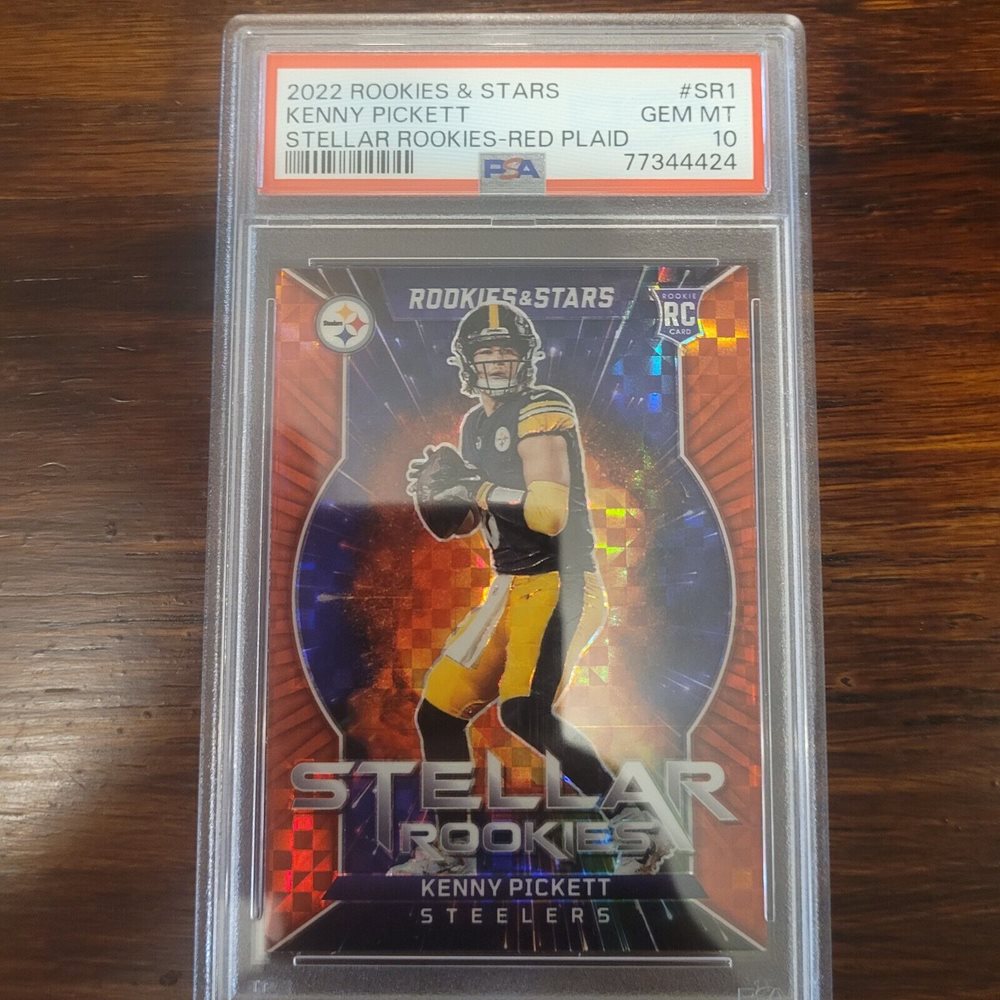 2022 ROOKIES & STARS #SR1
KENNY PICKETT GEM MT
STELLAR ROOKIES-RED PLAID 10
PSA 77344424
ROOKIES&STARS
Steelers
ROOKIE
RC
CARD
STELLAR
ROOKIES
KENNY PICKETT
STEELERS